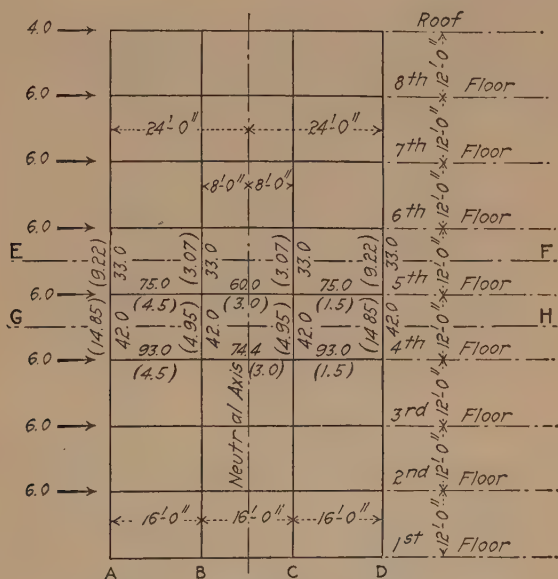 Roof
4.0
12'-0"
8th Floor
6.0
12'-0"
24'-0" 24'-0"
7th Floor
6.0
12'-0"
8'-0" 8'-0"
6th Floor
6.0
12'-0"
E F
(9.22) 33.0 (3.07) 33.0 (3.07) 33.0 (9.22) 33.0
75.0 60.0 75.0
5th Floor
6.0
(4.5) (3.0) (1.5)
12'-0"
G H
(14.85) 42.0 (4.95) 42.0 (4.95) 42.0 (14.85) 42.0
93.0 74.4 93.0
4th Floor
6.0
(4.5) (3.0) (1.5)
12'-0"
Neutral Axis
3rd Floor
6.0
12'-0"
2nd Floor
6.0
12'-0"
16'-0" 16'-0" 16'-0"
1st Floor
A B C D